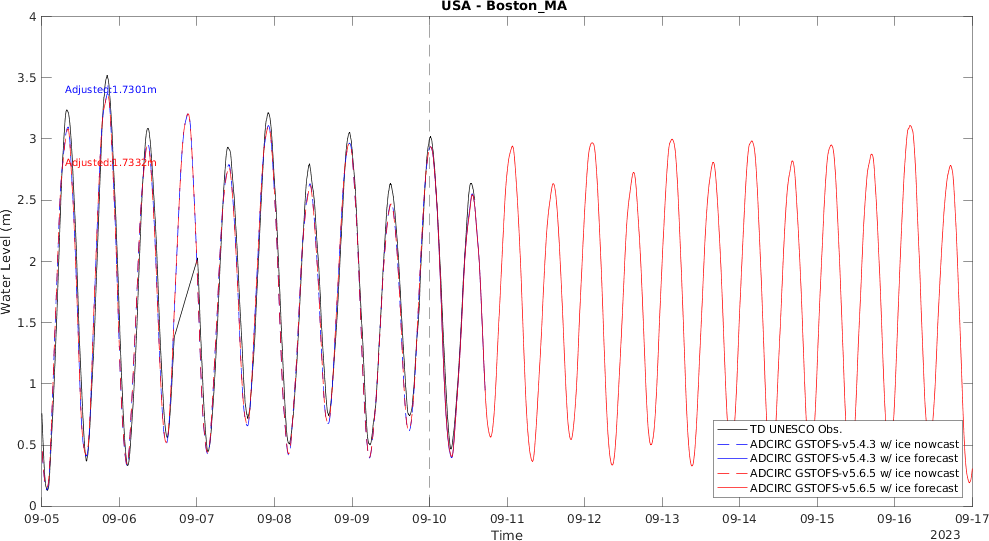 USA - Boston_MA
4
3.5
3
2.5
2
1.5
1
0.5
0
Water Level (m)
Adjusted:1.7301m
Adjusted:1.7332m
TD UNESCO Obs.
ADCIRC GSTOFS-v5.4.3 w/ ice nowcast
ADCIRC GSTOFS-v5.4.3 w/ ice forecast
ADCIRC GSTOFS-v5.6.5 w/ ice nowcast
ADCIRC GSTOFS-v5.6.5 w/ ice forecast
09-05 09-06 09-07 09-08 09-09 09-10 09-11 09-12 09-13 09-14 09-15 09-16 09-17
Time
2023